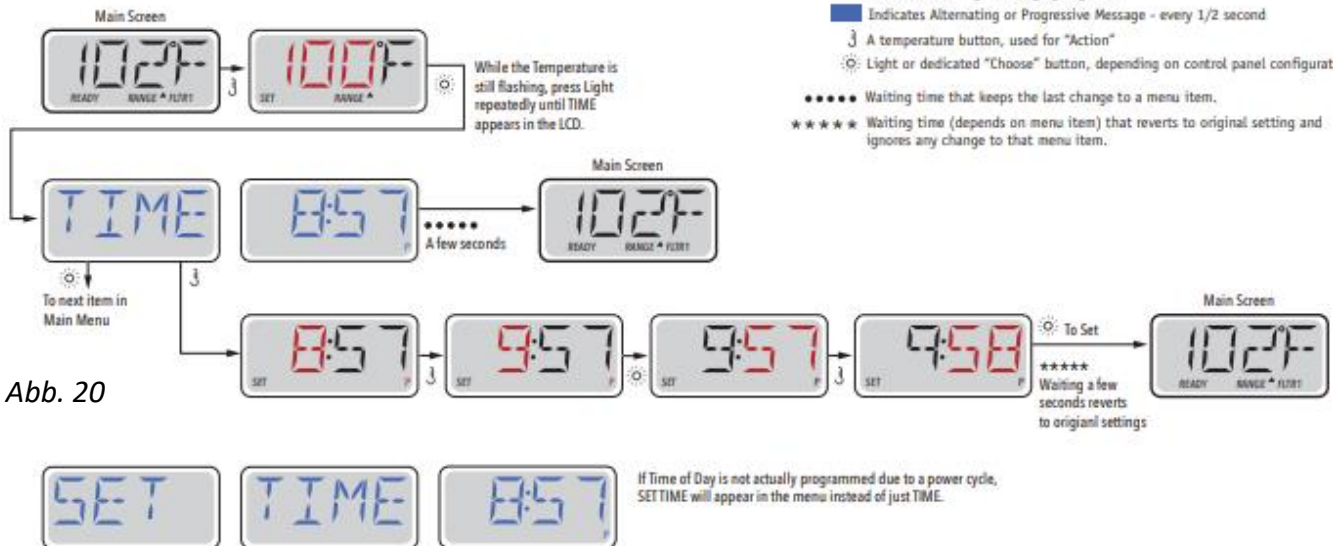 Main Screen
102°F
READY RANGE FLTR1
100°F
SET RANGE
While the Temperature is
still flashing, press Light
repeatedly until TIME
appears in the LCD.
Indicates Alternating or Progressive Message - every 1/2 second
A temperature button, used for "Action"
Light or dedicated "Choose" button, depending on control panel configurat
Waiting time that keeps the last change to a menu item.
***** Waiting time (depends on menu item) that reverts to original setting and
ignores any change to that menu item.
TIME
8:57
P
A few seconds
Main Screen
102°F
READY RANGE FLTR1
To next item in
Main Menu
8:57
SET P
9:57
SET P
9:57
SET P
9:58
SET P
To Set
*****
Waiting a few
seconds reverts
to origianl settings
Main Screen
102°F
READY RANGE FLTR1
Abb. 20
SET
TIME
8:57
P
If Time of Day is not actually programmed due to a power cycle,
SET TIME will appear in the menu instead of just TIME.